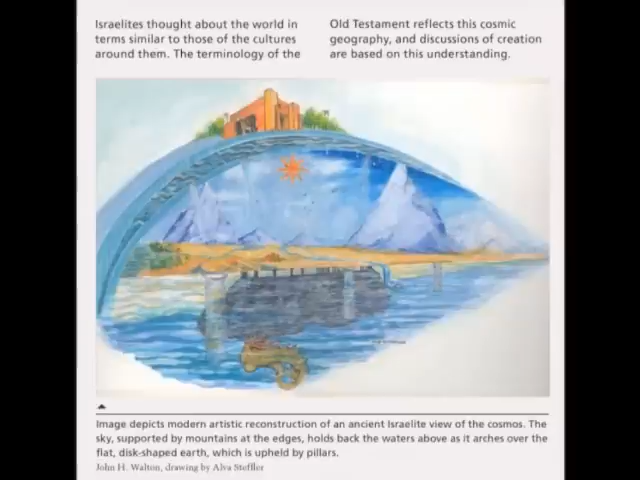 Israelites thought about the world in
terms similar to those of the cultures
around them. The terminology of the
Old Testament reflects this cosmic
geography, and discussions of creation
are based on this understanding.
Image depicts modern artistic reconstruction of an ancient Israelite view of the cosmos. The
sky, supported by mountains at the edges, holds back the waters above as it arches over the
flat, disk-shaped earth, which is upheld by pillars.
John H. Walton, drawing by Alva Steffler